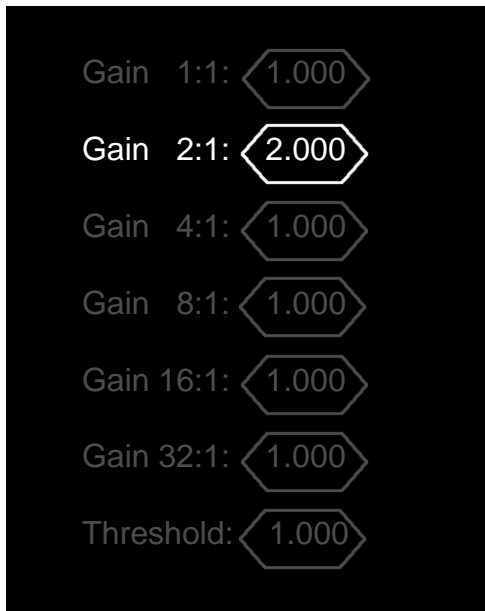 Gain 1:1: 1.000
Gain 2:1: 2.000
Gain 4:1: 1.000
Gain 8:1: 1.000
Gain 16:1: 1.000
Gain 32:1: 1.000
Threshold: 1.000